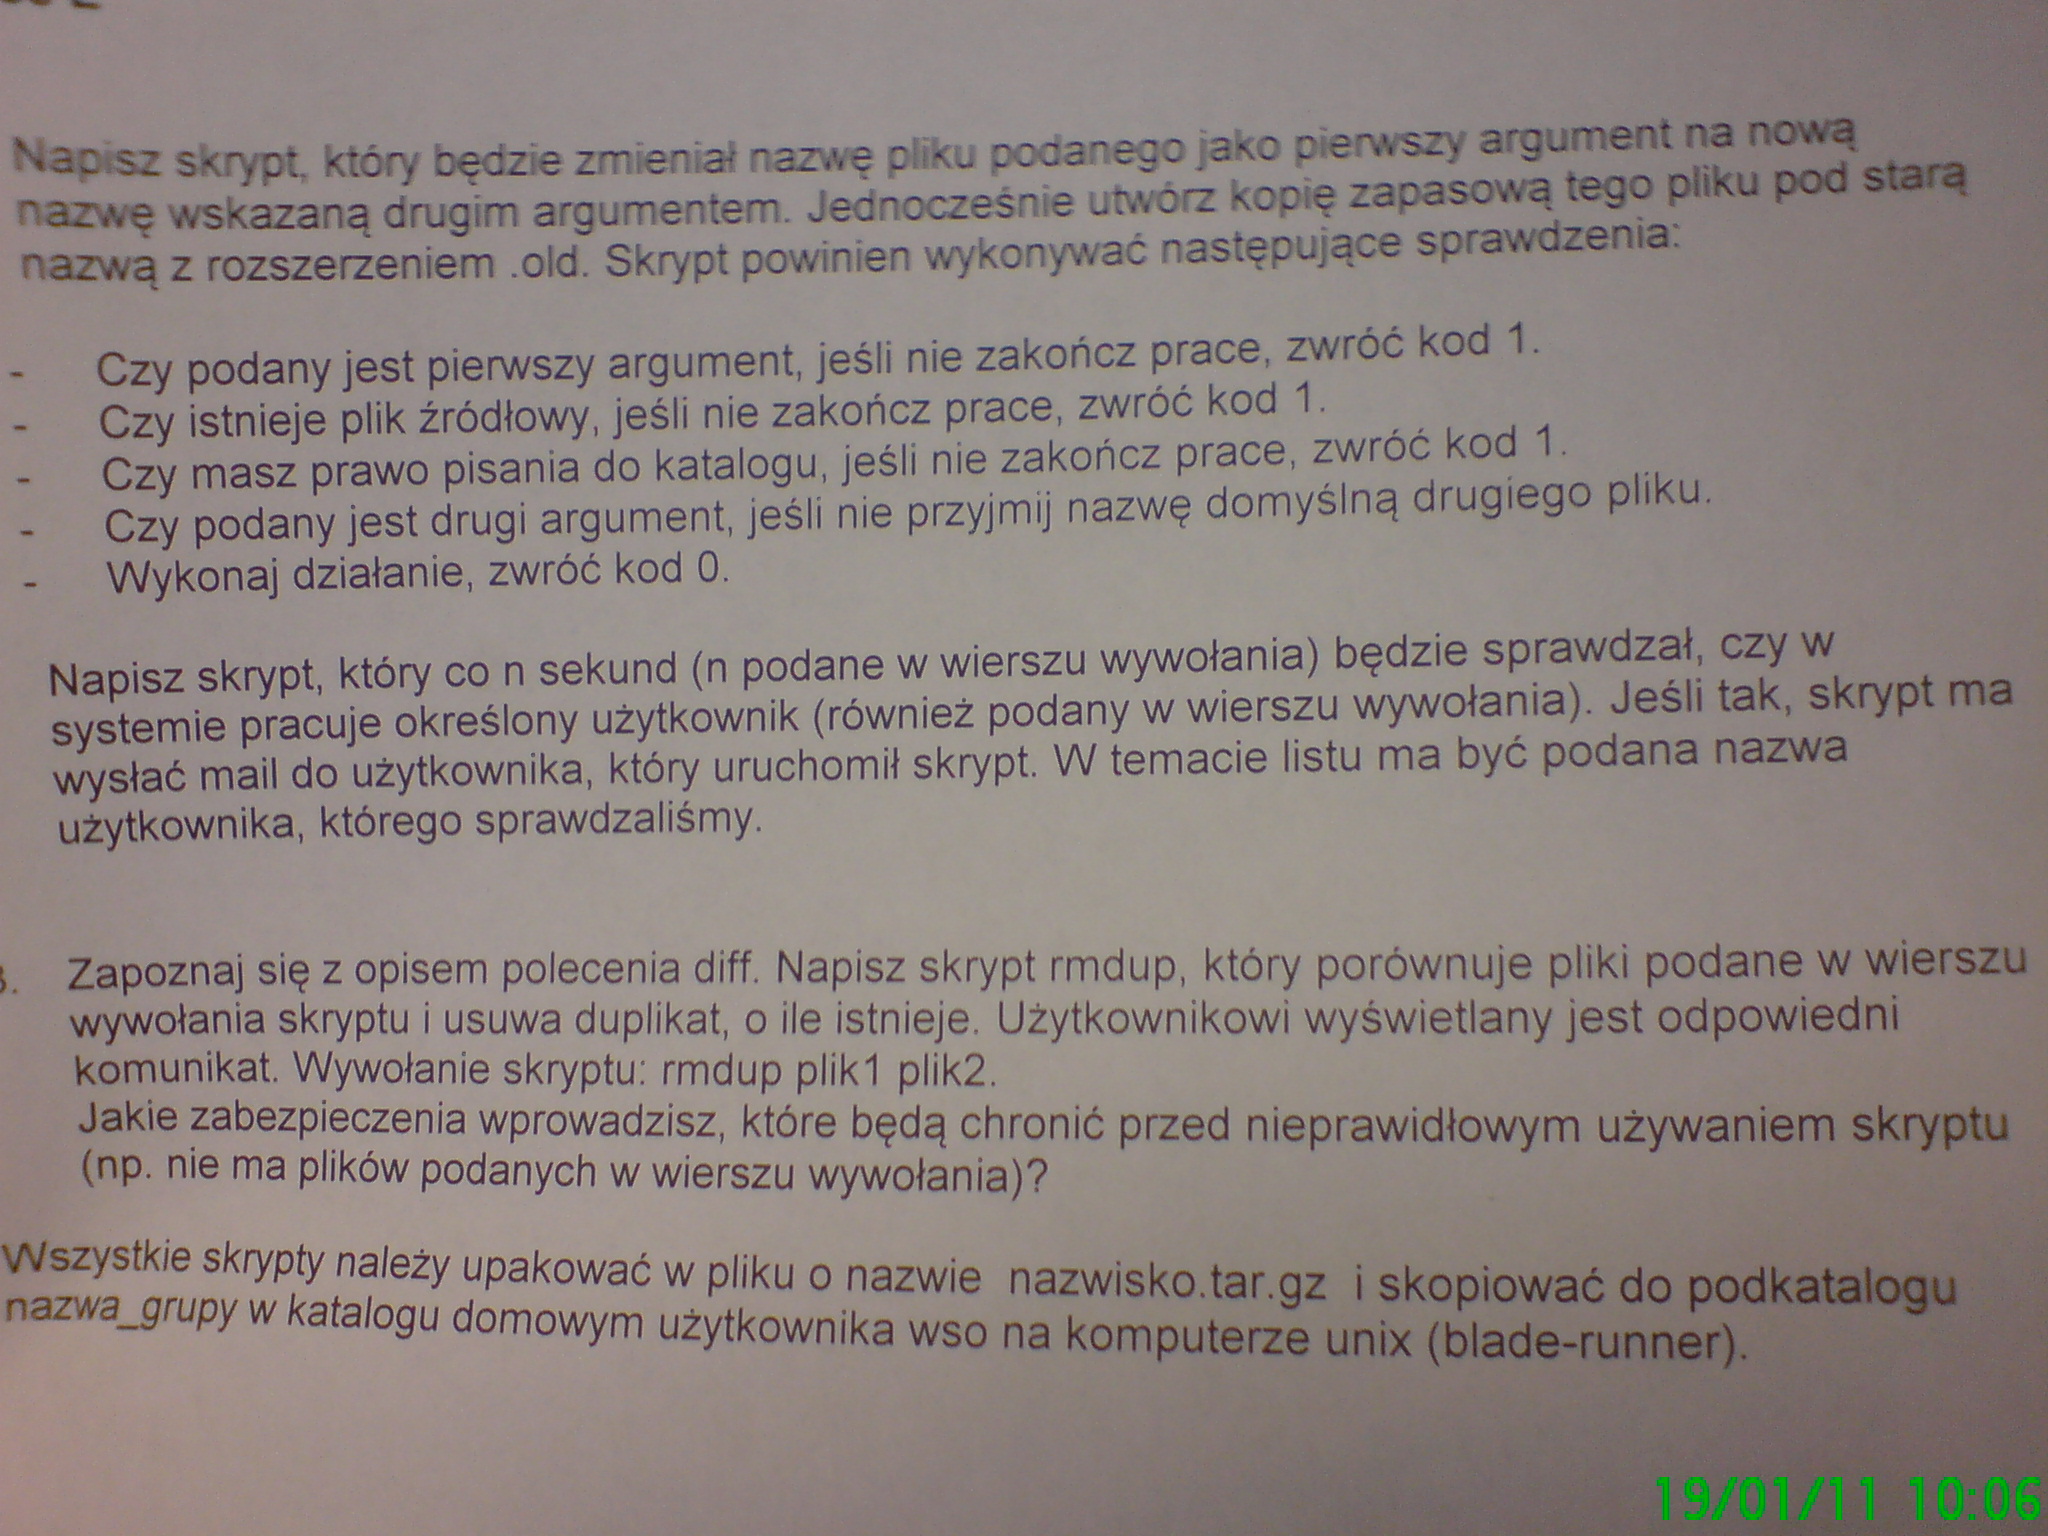 Napisz skrypt, który będzie zmieniał nazwę pliku podanego jako pierwszy argument na nową
nazwę wskazaną drugim argumentem. Jednocześnie utwórz kopię zapasową tego pliku pod starą
nazwą z rozszerzeniem .old. Skrypt powinien wykonywać następujące sprawdzenia:
- Czy podany jest pierwszy argument, jeśli nie zakończ prace, zwróć kod 1.
- Czy istnieje plik źródłowy, jeśli nie zakończ prace, zwróć kod 1.
- Czy masz prawo pisania do katalogu, jeśli nie zakończ prace, zwróć kod 1.
- Czy podany jest drugi argument, jeśli nie przyjmij nazwę domyślną drugiego pliku.
- Wykonaj działanie, zwróć kod 0.
Napisz skrypt, który co n sekund (n podane w wierszu wywołania) będzie sprawdzał, czy w
systemie pracuje określony użytkownik (również podany w wierszu wywołania). Jeśli tak, skrypt ma
wysłać mail do użytkownika, który uruchomił skrypt. W temacie listu ma być podana nazwa
użytkownika, którego sprawdzaliśmy.
3. Zapoznaj się z opisem polecenia diff. Napisz skrypt rmdup, który porównuje pliki podane w wierszu
wywołania skryptu i usuwa duplikat, o ile istnieje. Użytkownikowi wyświetlany jest odpowiedni
komunikat. Wywołanie skryptu: rmdup plik1 plik2.
Jakie zabezpieczenia wprowadzisz, które będą chronić przed nieprawidłowym używaniem skryptu
(np. nie ma plików podanych w wierszu wywołania)?
Wszystkie skrypty należy upakować w pliku o nazwie nazwisko.tar.gz i skopiować do podkatalogu
nazwa_grupy w katalogu domowym użytkownika wso na komputerze unix (blade-runner).
19/01/11 10:06